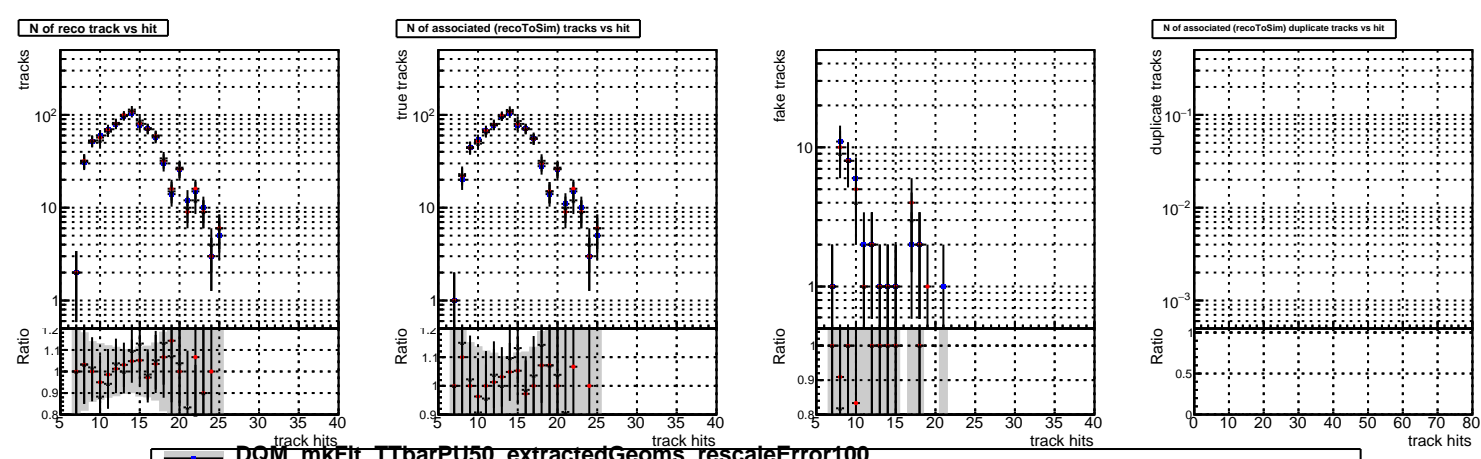 N of reco track vs hit
N of associated (recoToSim) tracks vs hit
N of associated (recoToSim) duplicate tracks vs hit
tracks
10²
10
1
Ratio
1.2
1.1
1
0.9
0.8
5 10 15 20 25 30 35 40
track hits
true tracks
10²
10
1
Ratio
1.2
1.1
1
0.9
5 10 15 20 25 30 35 40
track hits
fake tracks
10
1
Ratio
1
0.9
0.8
5 10 15 20 25 30 35 40
track hits
duplicate tracks
10⁻¹
10⁻²
10⁻³
Ratio
1
0.5
0
0 10 20 30 40 50 60 70 80
track hits
DQM_mkFit_TTbarPU50_extractedGeoms_rescaleError100